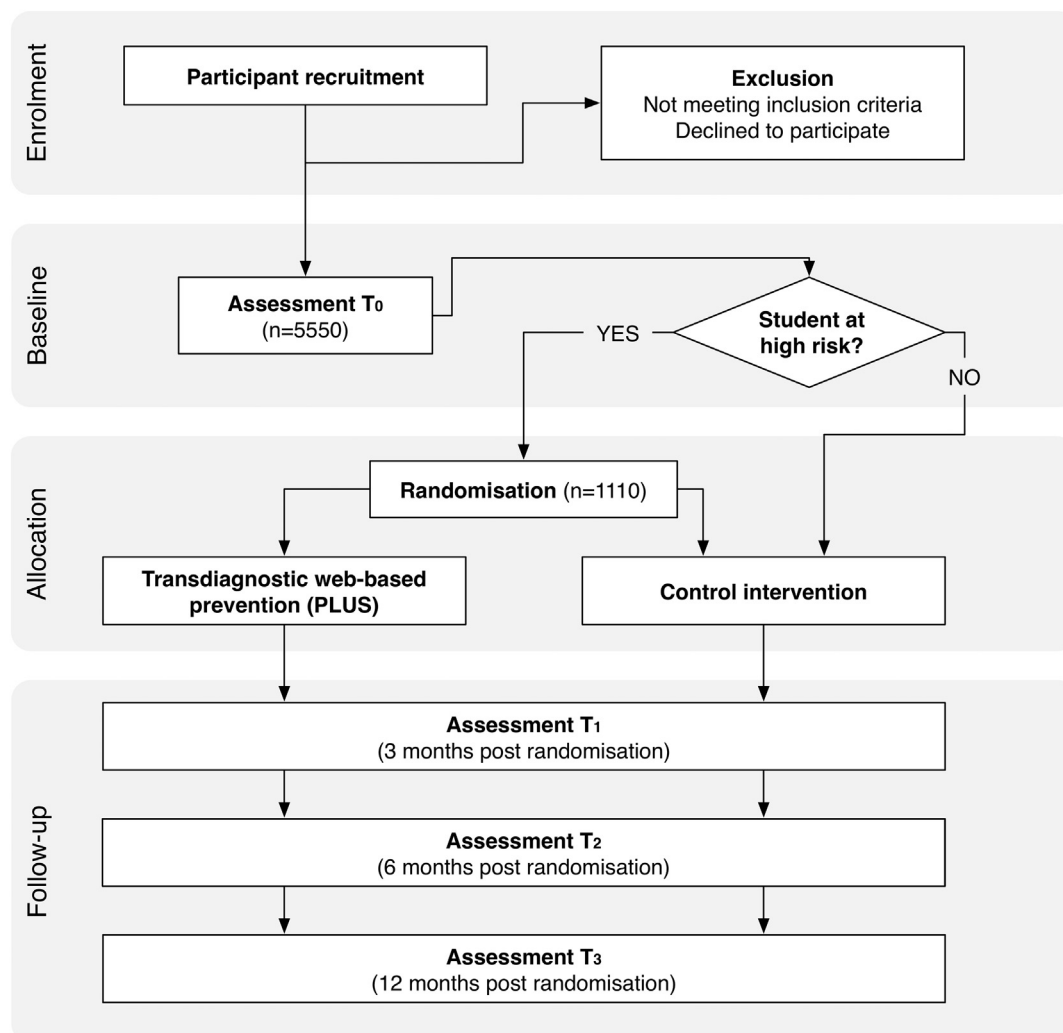 Enrolment
Participant recruitment
Exclusion
Not meeting inclusion criteria
Declined to participate
Baseline
Assessment T0
(n=5550)
Student at
high risk?
YES
NO
Allocation
Randomisation (n=1110)
Transdiagnostic web-based
prevention (PLUS)
Control intervention
Follow-up
Assessment T1
(3 months post randomisation)
Assessment T2
(6 months post randomisation)
Assessment T3
(12 months post randomisation)